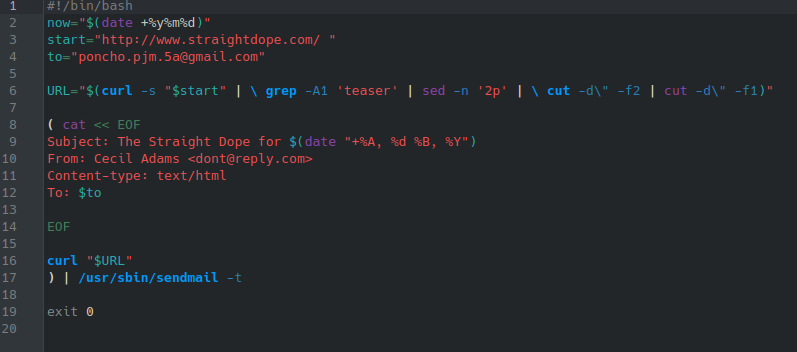 1 #!/bin/bash
2 now="$(date +%y%m%d)"
3 start="http://www.straightdope.com/ "
4 to="poncho.pjm.5a@gmail.com"
5
6 URL="$(curl -s "$start" | \ grep -A1 'teaser' | sed -n '2p' | \ cut -d\" -f2 | cut -d\" -f1)"
7
8 ( cat << EOF
9 Subject: The Straight Dope for $(date "+%A, %d %B, %Y")
10 From: Cecil Adams <dont@reply.com>
11 Content-type: text/html
12 To: $to
13
14 EOF
15
16 curl "$URL"
17 ) | /usr/sbin/sendmail -t
18
19 exit 0
20